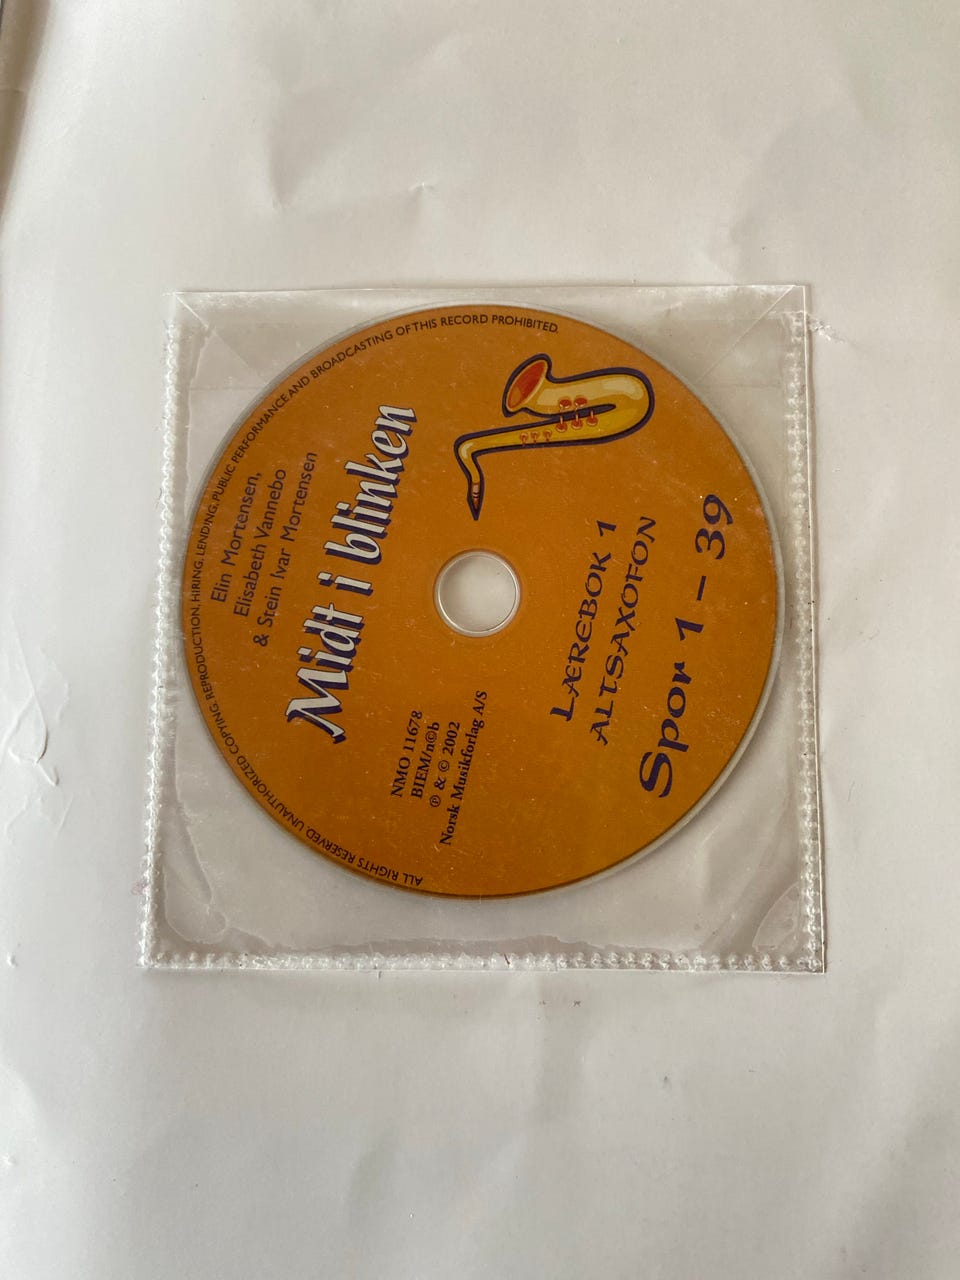 ALL RIGHTS RESERVED. UNAUTHORIZED COPYING, REPRODUCTION, HIRING, LENDING, PUBLIC PERFORMANCE AND BROADCASTING OF THIS RECORD PROHIBITED.
Elin Mortensen,
Elisabeth Vannebo
& Stein Ivar Mortensen
Midt i blinken
NMO 11678
BIEM/n©b
℗ & © 2002
Norsk Musikforlag A/S
LÆREBOK 1
ALTSAXOFON
Spor 1 – 39